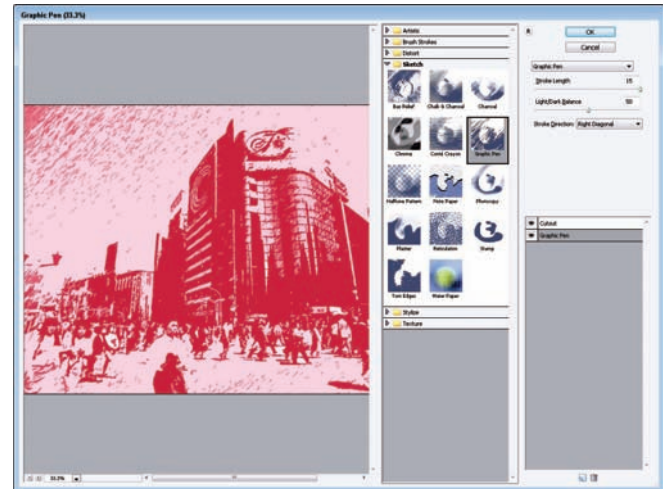 Graphic Pen (33.3%)
Artistic
Brush Strokes
Distort
Sketch
Bas Relief
Chalk & Charcoal
Charcoal
Chrome
Conté Crayon
Graphic Pen
Halftone Pattern
Note Paper
Photocopy
Plaster
Reticulation
Stamp
Torn Edges
Water Paper
Stylize
Texture
OK
Cancel
Graphic Pen
Stroke Length 15
Light/Dark Balance 50
Stroke Direction: Right Diagonal
Cutout
Graphic Pen
33.3%